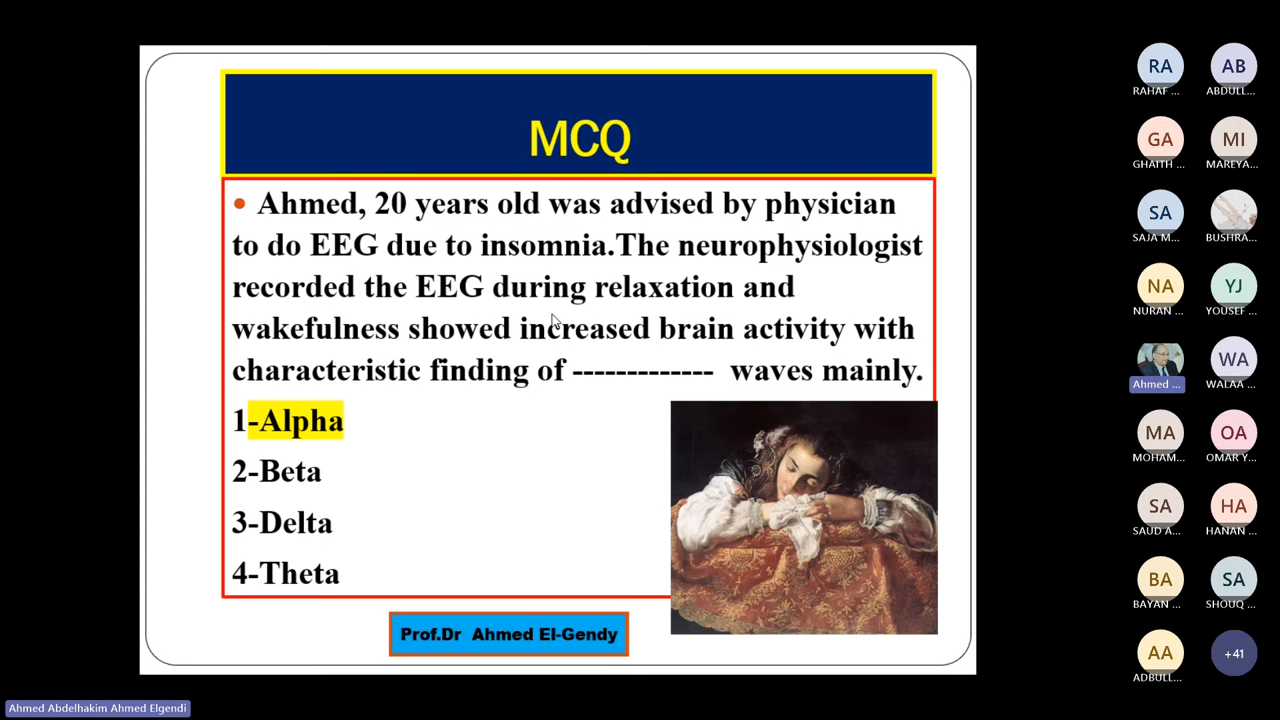 MCQ
• Ahmed, 20 years old was advised by physician
to do EEG due to insomnia.The neurophysiologist
recorded the EEG during relaxation and
wakefulness showed increased brain activity with
characteristic finding of ------------- waves mainly.
1-Alpha
2-Beta
3-Delta
4-Theta
Prof.Dr Ahmed El-Gendy
RA
RAHAF ...
AB
ABDULL...
GA
GHAITH ...
MI
MAREYA...
SA
SAJA M...
BUSHRA...
NA
NURAN ...
YJ
YOUSEF ...
Ahmed ...
WA
WALAA ...
MA
MOHAM...
OA
OMAR Y...
SA
SAUD A...
HA
HANAN ...
BA
BAYAN ...
SA
SHOUQ ...
AA
ADBULL...
+41
Ahmed Abdelhakim Ahmed Elgendi